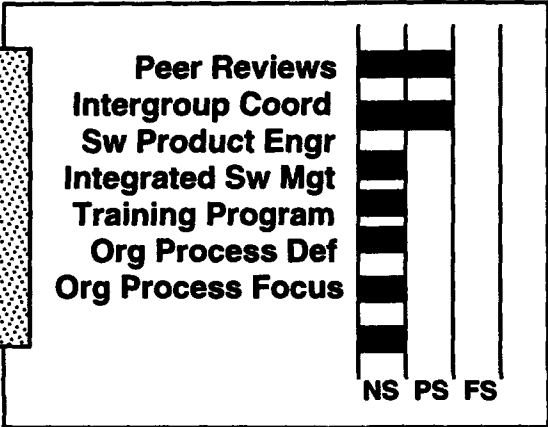 Peer Reviews
Intergroup Coord
Sw Product Engr
Integrated Sw Mgt
Training Program
Org Process Def
Org Process Focus
NS PS FS